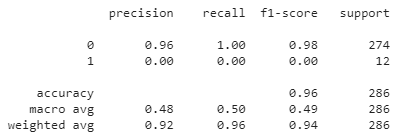 precision recall f1-score support
0 0.96 1.00 0.98 274
1 0.00 0.00 0.00 12
accuracy 0.96 286
macro avg 0.48 0.50 0.49 286
weighted avg 0.92 0.96 0.94 286